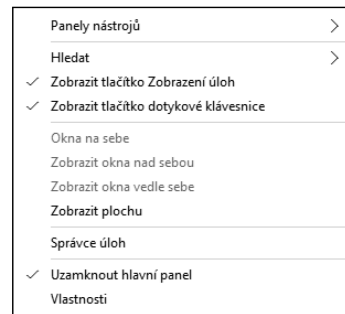 Panely nástrojů
Hledat
Zobrazit tlačítko Zobrazení úloh
Zobrazit tlačítko dotykové klávesnice
Okna na sebe
Zobrazit okna nad sebou
Zobrazit okna vedle sebe
Zobrazit plochu
Správce úloh
Uzamknout hlavní panel
Vlastnosti